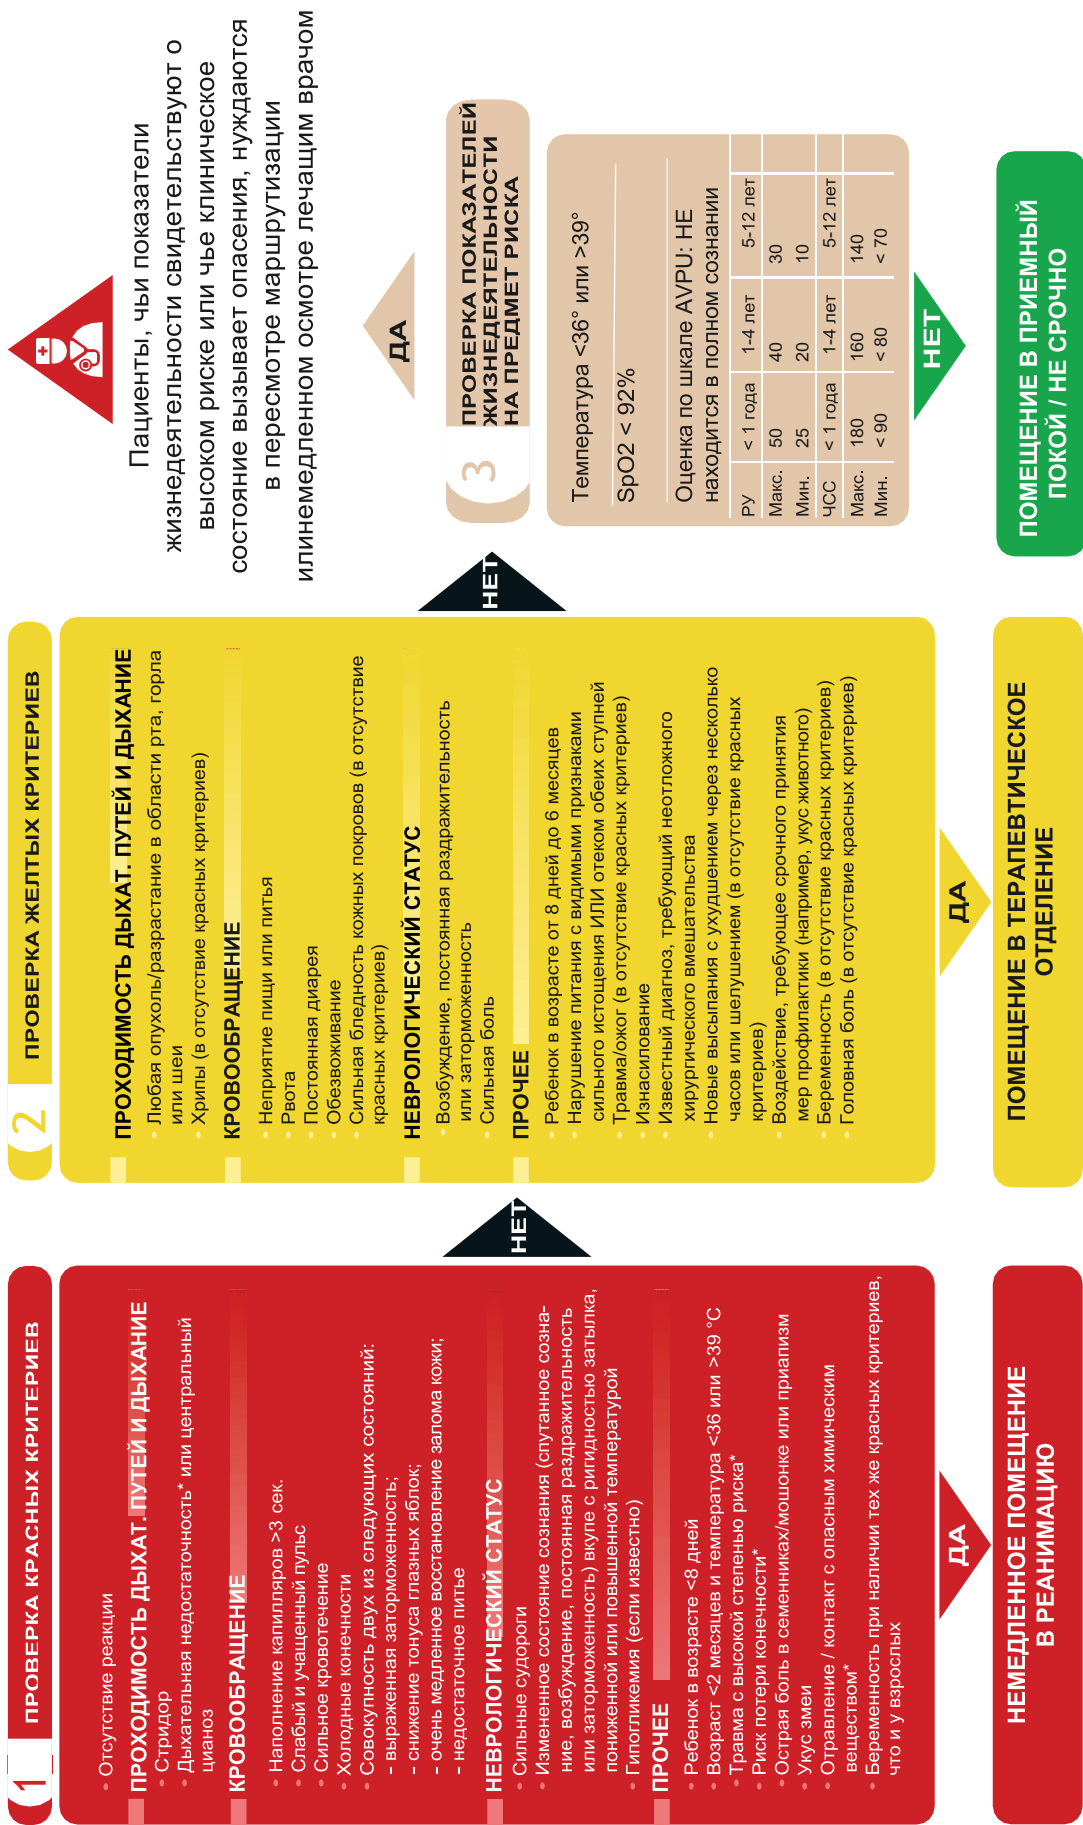 1
ПРОВЕРКА КРАСНЫХ КРИТЕРИЕВ
• Отсутствие реакции
ПРОХОДИМОСТЬ ДЫХАТ. ПУТЕЙ И ДЫХАНИЕ
• Стридор
• Дыхательная недостаточность* или центральный
цианоз
КРОВООБРАЩЕНИЕ
• Наполнение капилляров >3 сек.
• Слабый и учащенный пульс
• Сильное кровотечение
• Холодные конечности
• Совокупность двух из следующих состояний:
– выраженная заторможенность;
– снижение тонуса глазных яблок;
– очень медленное восстановление залома кожи;
– недостаточное питье
НЕВРОЛОГИЧЕСКИЙ СТАТУС
• Сильные судороги
• Измененное состояние сознания (спутанное созна-
ние, возбуждение, постоянная раздражительность
или заторможенность) вкупе с ригидностью затылка,
пониженной или повышенной температурой
• Гипогликемия (если известно)
ПРОЧЕЕ
• Ребенок в возрасте <8 дней
• Возраст <2 месяцев и температура <36 или >39 °C
• Травма с высокой степенью риска*
• Риск потери конечности*
• Острая боль в семенниках/мошонке или приапизм
• Укус змеи
• Отравление / контакт с опасным химическим
веществом*
• Беременность при наличии тех же красных критериев,
что и у взрослых
ДА
НЕМЕДЛЕННОЕ ПОМЕЩЕНИЕ
В РЕАНИМАЦИЮ
НЕТ
2
ПРОВЕРКА ЖЕЛТЫХ КРИТЕРИЕВ
ПРОХОДИМОСТЬ ДЫХАТ. ПУТЕЙ И ДЫХАНИЕ
• Любая опухоль/разрастание в области рта, горла
или шеи
• Хрипы (в отсутствие красных критериев)
КРОВООБРАЩЕНИЕ
• Неприятие пищи или питья
• Рвота
• Постоянная диарея
• Обезвоживание
• Сильная бледность кожных покровов (в отсутствие
красных критериев)
НЕВРОЛОГИЧЕСКИЙ СТАТУС
• Возбуждение, постоянная раздражительность
или заторможенность
• Сильная боль
ПРОЧЕЕ
• Ребенок в возрасте от 8 дней до 6 месяцев
• Нарушение питания с видимыми признаками
сильного истощения ИЛИ отеком обеих ступней
• Травма/ожог (в отсутствие красных критериев)
• Изнасилование
• Известный диагноз, требующий неотложного
хирургического вмешательства
• Новые высыпания с ухудшением через несколько
часов или шелушением (в отсутствие красных
критериев)
• Воздействие, требующее срочного принятия
мер профилактики (например, укус животного)
• Беременность (в отсутствие красных критериев)
• Головная боль (в отсутствие красных критериев)
ДА
ПОМЕЩЕНИЕ В ТЕРАПЕВТИЧЕСКОЕ
ОТДЕЛЕНИЕ
НЕТ
Пациенты, чьи показатели
жизнедеятельности свидетельствуют о
высоком риске или чье клиническое
состояние вызывает опасения, нуждаются
в пересмотре маршрутизации
илинемедленном осмотре лечащим врачом
ДА
3
ПРОВЕРКА ПОКАЗАТЕЛЕЙ
ЖИЗНЕДЕЯТЕЛЬНОСТИ
НА ПРЕДМЕТ РИСКА
Температура <36° или >39°
SpO2 < 92%
Оценка по шкале AVPU: НЕ
находится в полном сознании
РУ < 1 года 1-4 лет 5-12 лет
Макс. 50 40 30
Мин. 25 20 10
ЧСС < 1 года 1-4 лет 5-12 лет
Макс. 180 160 140
Мин. < 90 < 80 < 70
НЕТ
ПОМЕЩЕНИЕ В ПРИЕМНЫЙ
ПОКОЙ / НЕ СРОЧНО